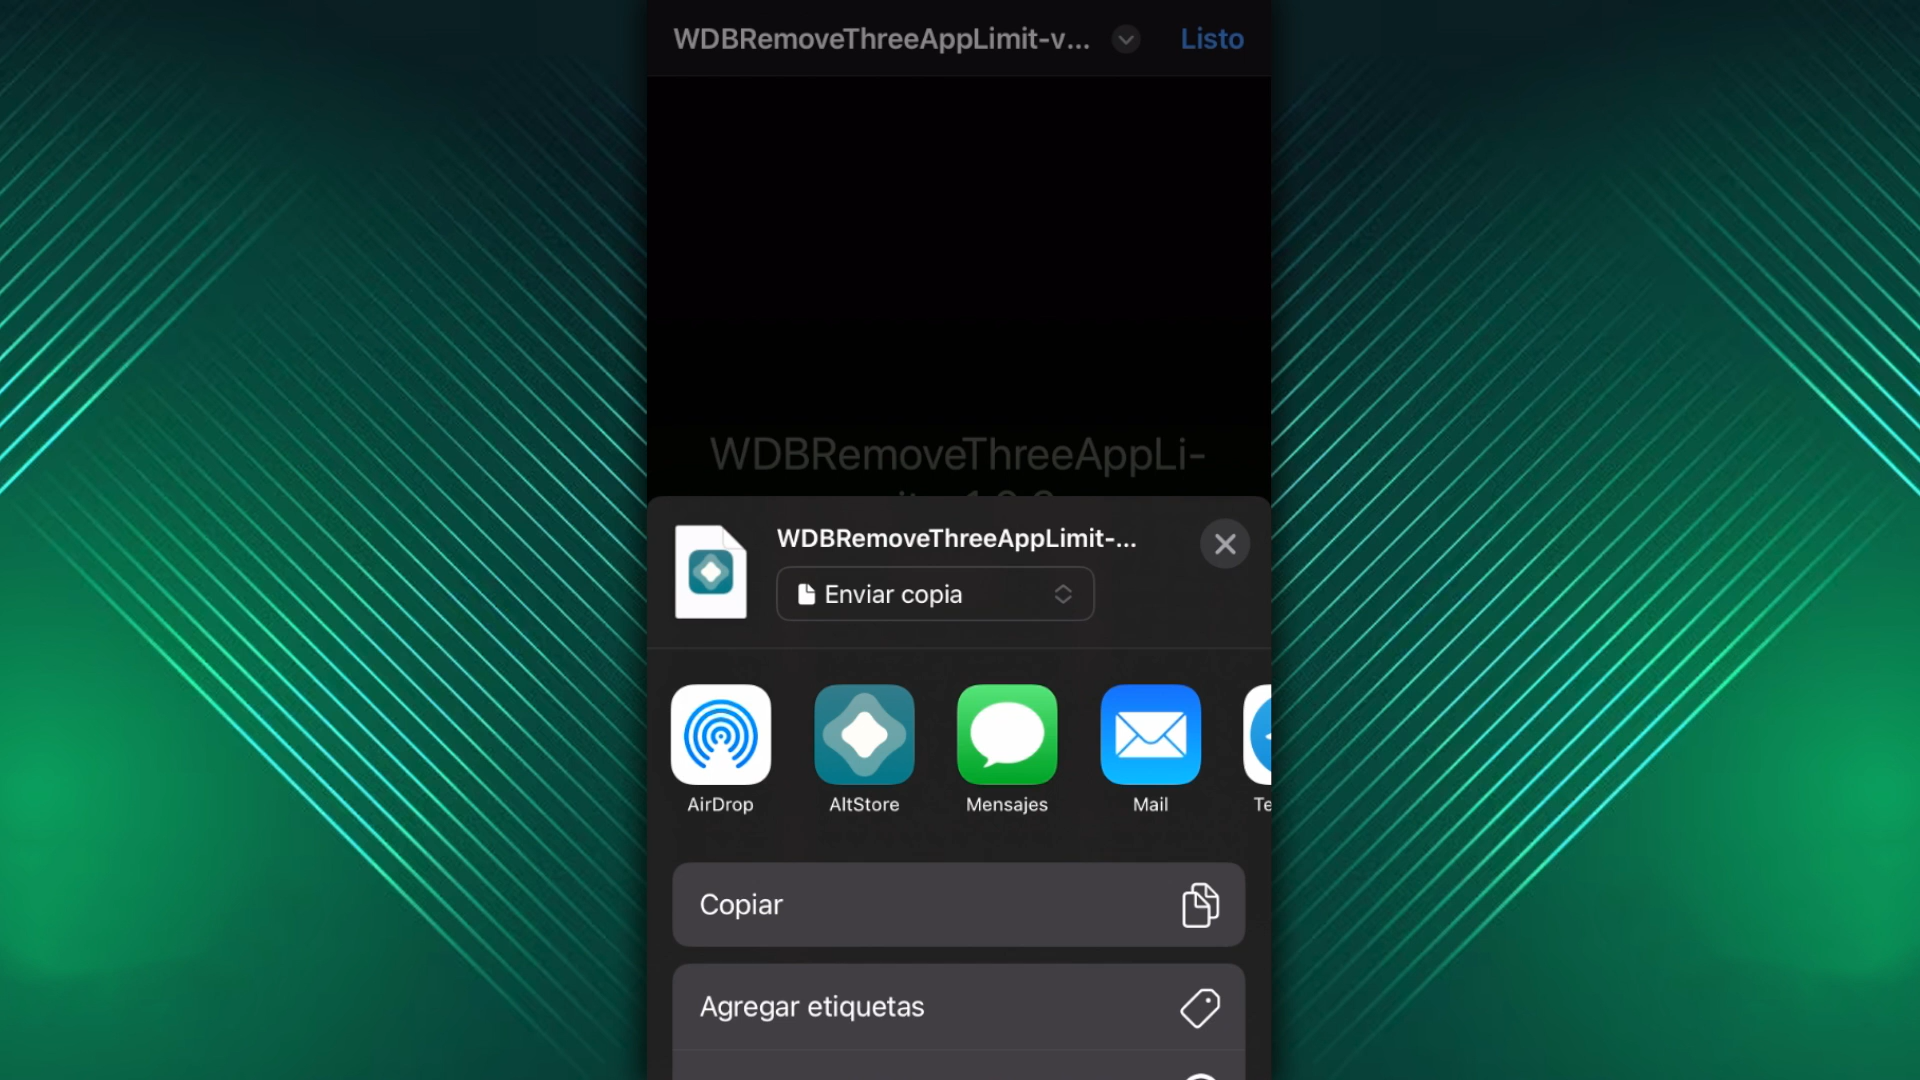 WDBRemoveThreeAppLimit-v...
Listo
WDBRemoveThreeAppLi-
WDBRemoveThreeAppLimit-...
Enviar copia
AirDrop
AltStore
Mensajes
Mail
Te
Copiar
Agregar etiquetas